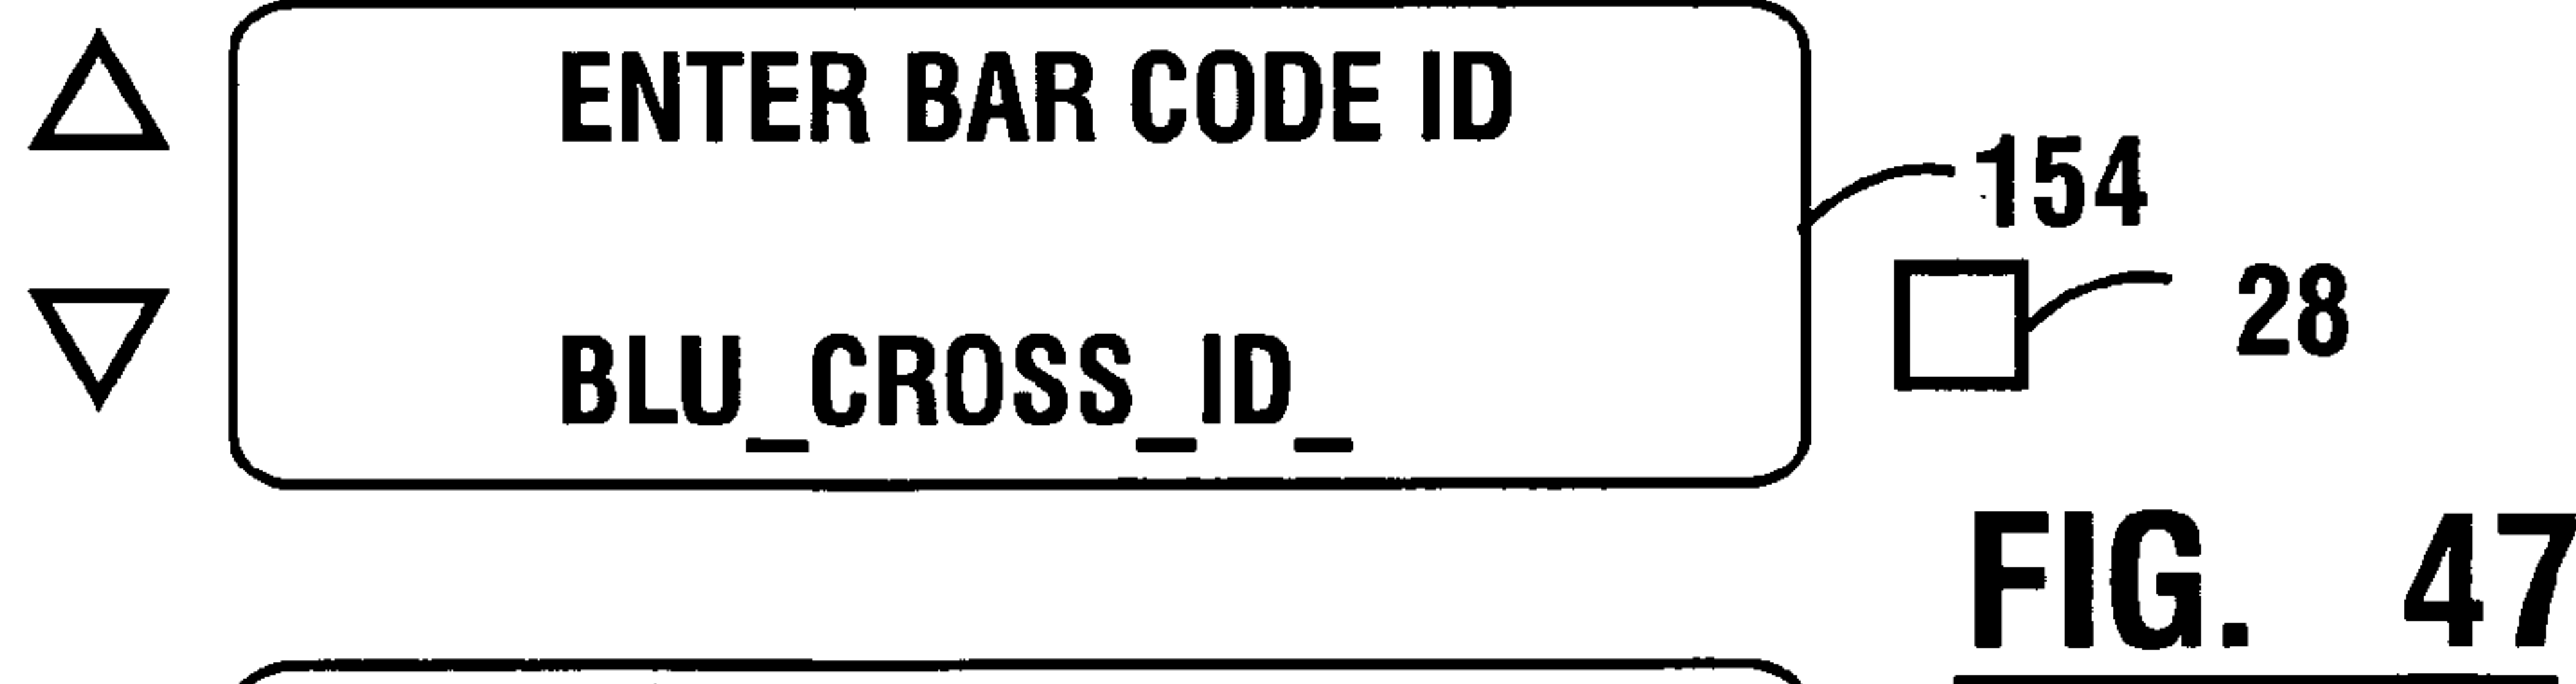 ENTER BAR CODE ID
154
28
BLU_CROSS_ID_
FIG. 47